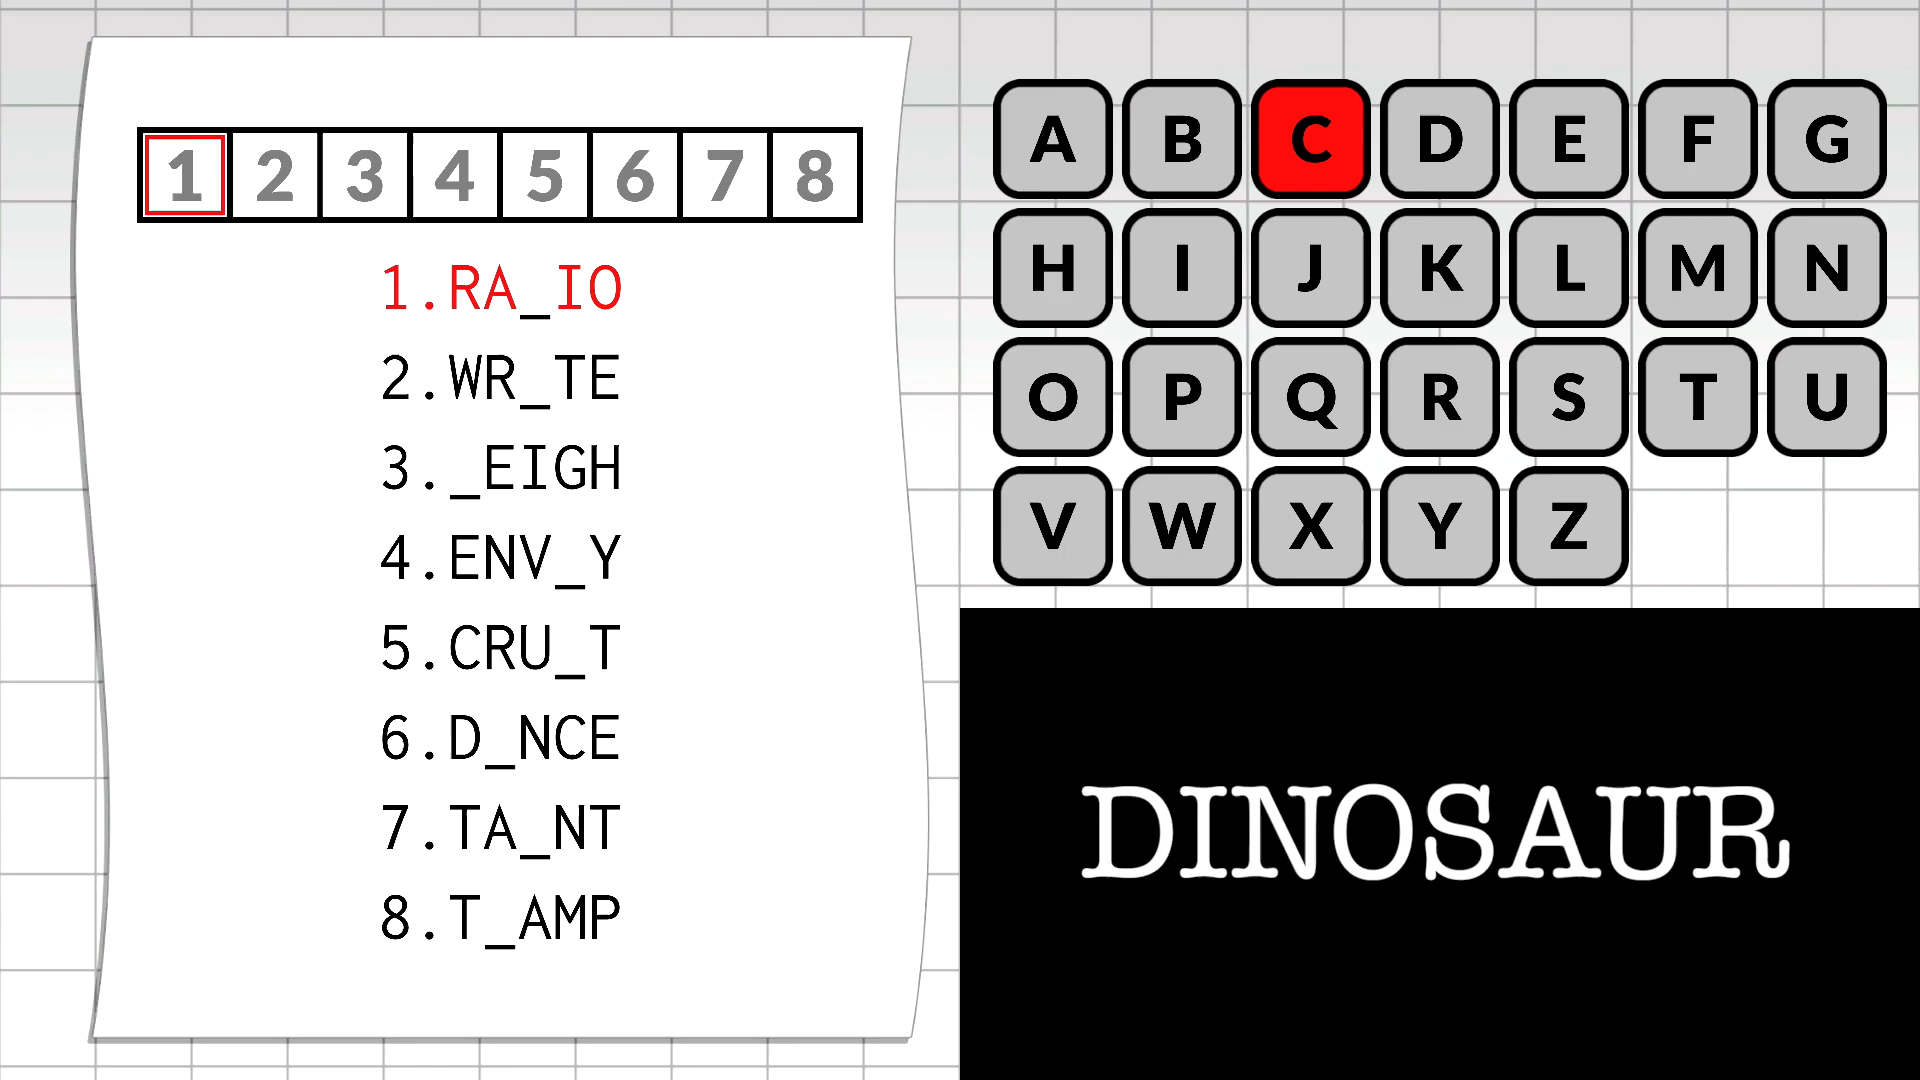 1 2 3 4 5 6 7 8
1.RA_IO
2.WR_TE
3._EIGH
4.ENV_Y
5.CRU_T
6.D_NCE
7.TA_NT
8.T_AMP
A B C D E F G
H I J K L M N
O P Q R S T U
V W X Y Z
DINOSAUR